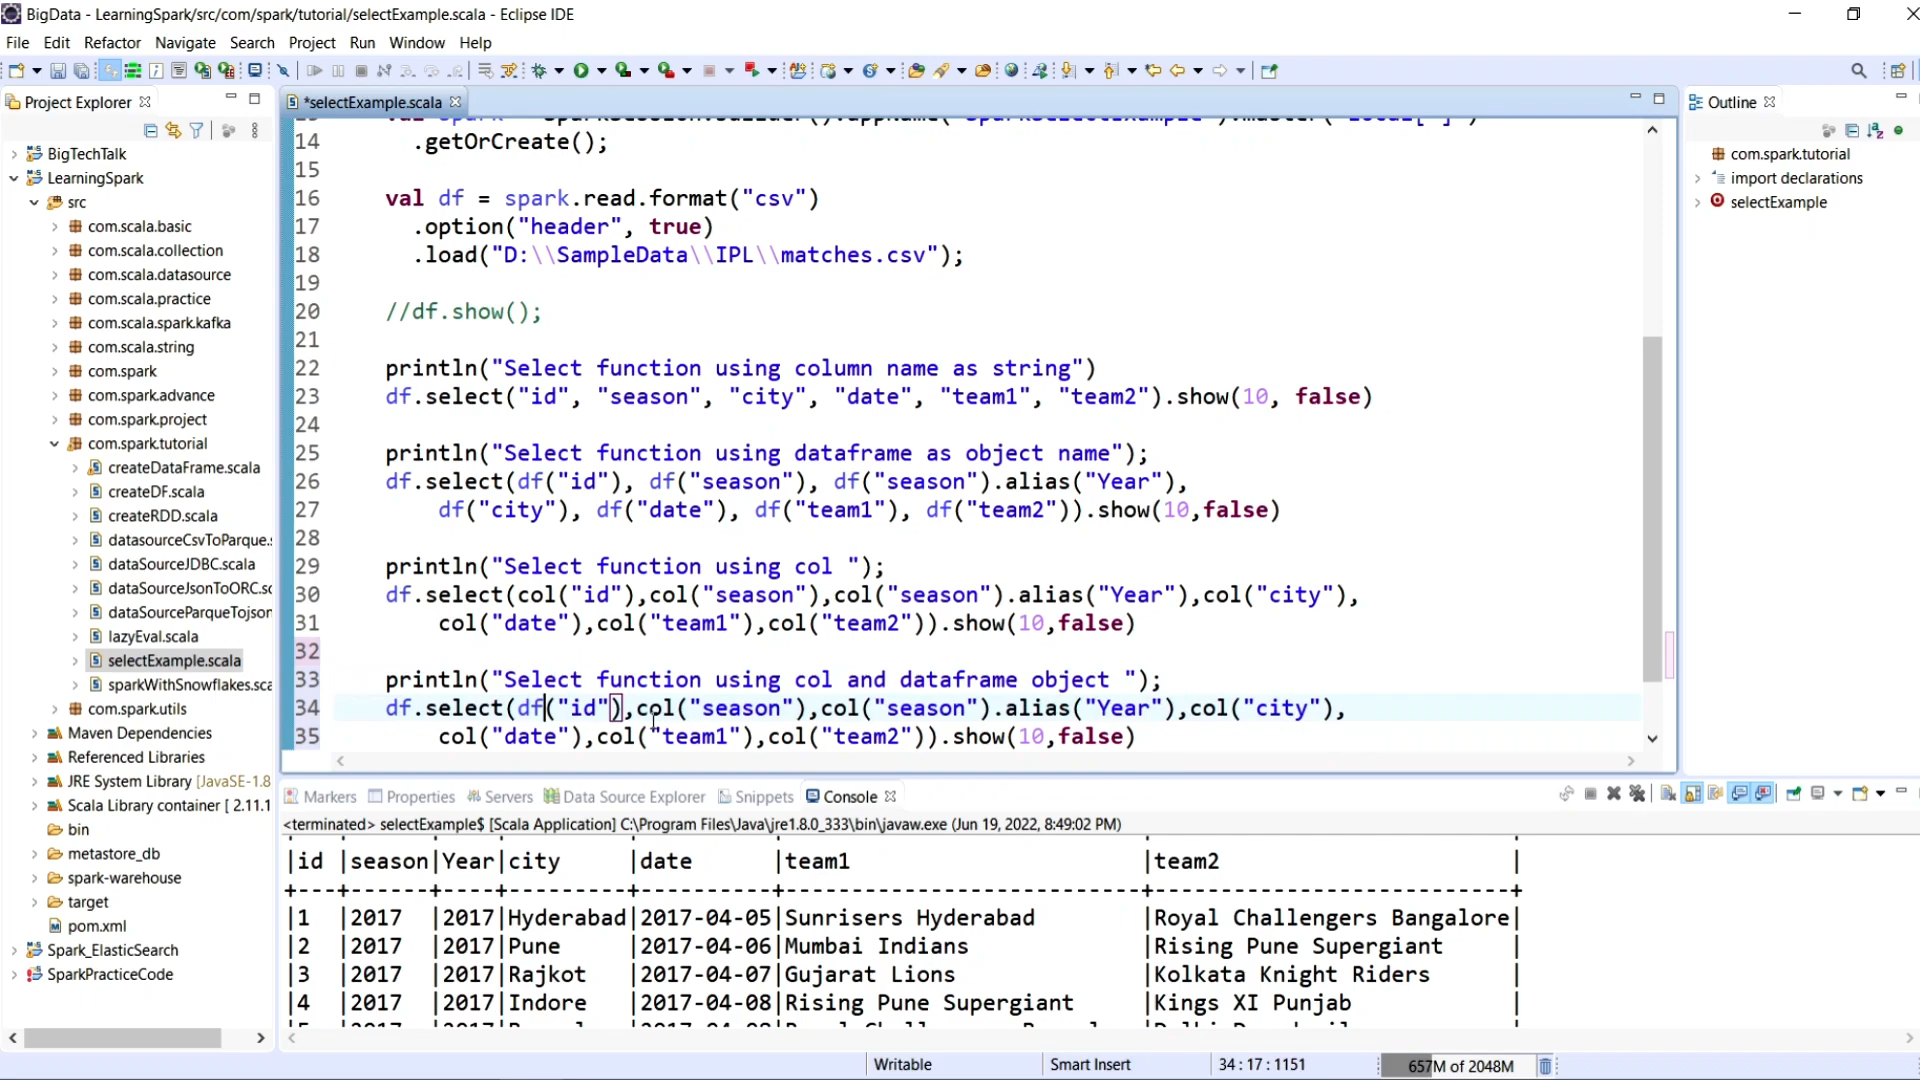 BigData - LearningSpark/src/com/spark/tutorial/selectExample.scala - Eclipse IDE
File Edit Refactor Navigate Search Project Run Window Help
Project Explorer
BigTechTalk
LearningSpark
src
com.scala.basic
com.scala.collection
com.scala.datasource
com.scala.practice
com.scala.spark.kafka
com.scala.string
com.spark
com.spark.advance
com.spark.project
com.spark.tutorial
createDataFrame.scala
createDF.scala
createRDD.scala
datasourceCsvToParque.
dataSourceJDBC.scala
dataSourceJsonToORC.sc
dataSourceParqueTojson
lazyEval.scala
selectExample.scala
sparkWithSnowflakes.sca
com.spark.utils
Maven Dependencies
Referenced Libraries
JRE System Library [JavaSE-1.8
Scala Library container [ 2.11.1
bin
metastore_db
spark-warehouse
target
pom.xml
Spark_ElasticSearch
SparkPracticeCode
*selectExample.scala
14 .getOrCreate();
15
16 val df = spark.read.format("csv")
17 .option("header", true)
18 .load("D:\\SampleData\\IPL\\matches.csv");
19
20 //df.show();
21
22 println("Select function using column name as string")
23 df.select("id", "season", "city", "date", "team1", "team2").show(10, false)
24
25 println("Select function using dataframe as object name");
26 df.select(df("id"), df("season"), df("season").alias("Year"),
27 df("city"), df("date"), df("team1"), df("team2")).show(10,false)
28
29 println("Select function using col ");
30 df.select(col("id"),col("season"),col("season").alias("Year"),col("city"),
31 col("date"),col("team1"),col("team2")).show(10,false)
32
33 println("Select function using col and dataframe object ");
34 df.select(df("id"),col("season"),col("season").alias("Year"),col("city"),
35 col("date"),col("team1"),col("team2")).show(10,false)
Outline
com.spark.tutorial
import declarations
selectExample
Markers Properties Servers Data Source Explorer Snippets Console
<terminated> selectExample$ [Scala Application] C:\Program Files\Java\jre1.8.0_333\bin\javaw.exe (Jun 19, 2022, 8:49:02 PM)
|id |season|Year|city |date |team1 |team2 |
+---+------+----+---------+----------+---------------------------+---------------------------+
|1 |2017 |2017|Hyderabad|2017-04-05|Sunrisers Hyderabad |Royal Challengers Bangalore|
|2 |2017 |2017|Pune |2017-04-06|Mumbai Indians |Rising Pune Supergiant |
|3 |2017 |2017|Rajkot |2017-04-07|Gujarat Lions |Kolkata Knight Riders |
|4 |2017 |2017|Indore |2017-04-08|Rising Pune Supergiant |Kings XI Punjab |
Writable Smart Insert 34 : 17 : 1151 657M of 2048M